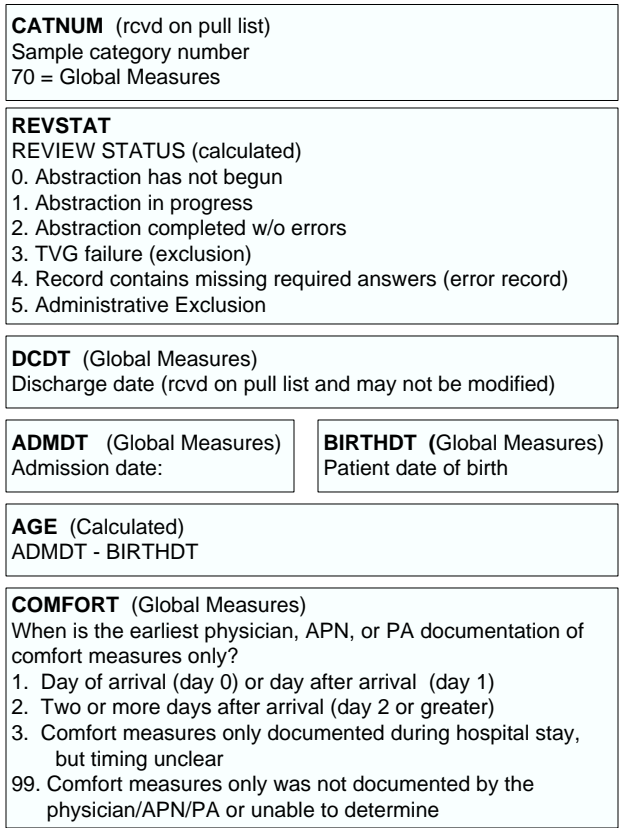 CATNUM (rcvd on pull list)
Sample category number
70 = Global Measures
REVSTAT
REVIEW STATUS (calculated)
0. Abstraction has not begun
1. Abstraction in progress
2. Abstraction completed w/o errors
3. TVG failure (exclusion)
4. Record contains missing required answers (error record)
5. Administrative Exclusion
DCDT (Global Measures)
Discharge date (rcvd on pull list and may not be modified)
ADMDT (Global Measures)
Admission date:
BIRTHDT (Global Measures)
Patient date of birth
AGE (Calculated)
ADMDT - BIRTHDT
COMFORT (Global Measures)
When is the earliest physician, APN, or PA documentation of
comfort measures only?
1. Day of arrival (day 0) or day after arrival (day 1)
2. Two or more days after arrival (day 2 or greater)
3. Comfort measures only documented during hospital stay,
but timing unclear
99. Comfort measures only was not documented by the
physician/APN/PA or unable to determine